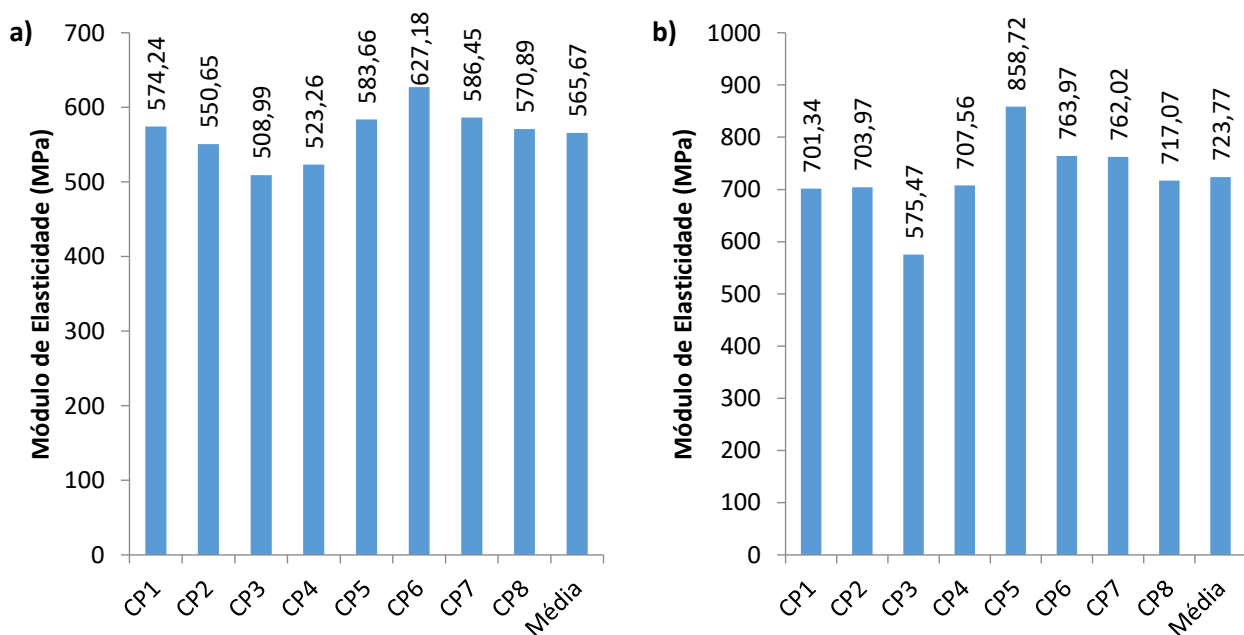 a)
Módulo de Elasticidade (MPa)
700
600
500
400
300
200
100
0
574,24
550,65
508,99
523,26
583,66
627,18
586,45
570,89
565,67
CP1
CP2
CP3
CP4
CP5
CP6
CP7
CP8
Média
b)
Módulo de Elasticidade (MPa)
1000
900
800
700
600
500
400
300
200
100
0
701,34
703,97
575,47
707,56
858,72
763,97
762,02
717,07
723,77
CP1
CP2
CP3
CP4
CP5
CP6
CP7
CP8
Média